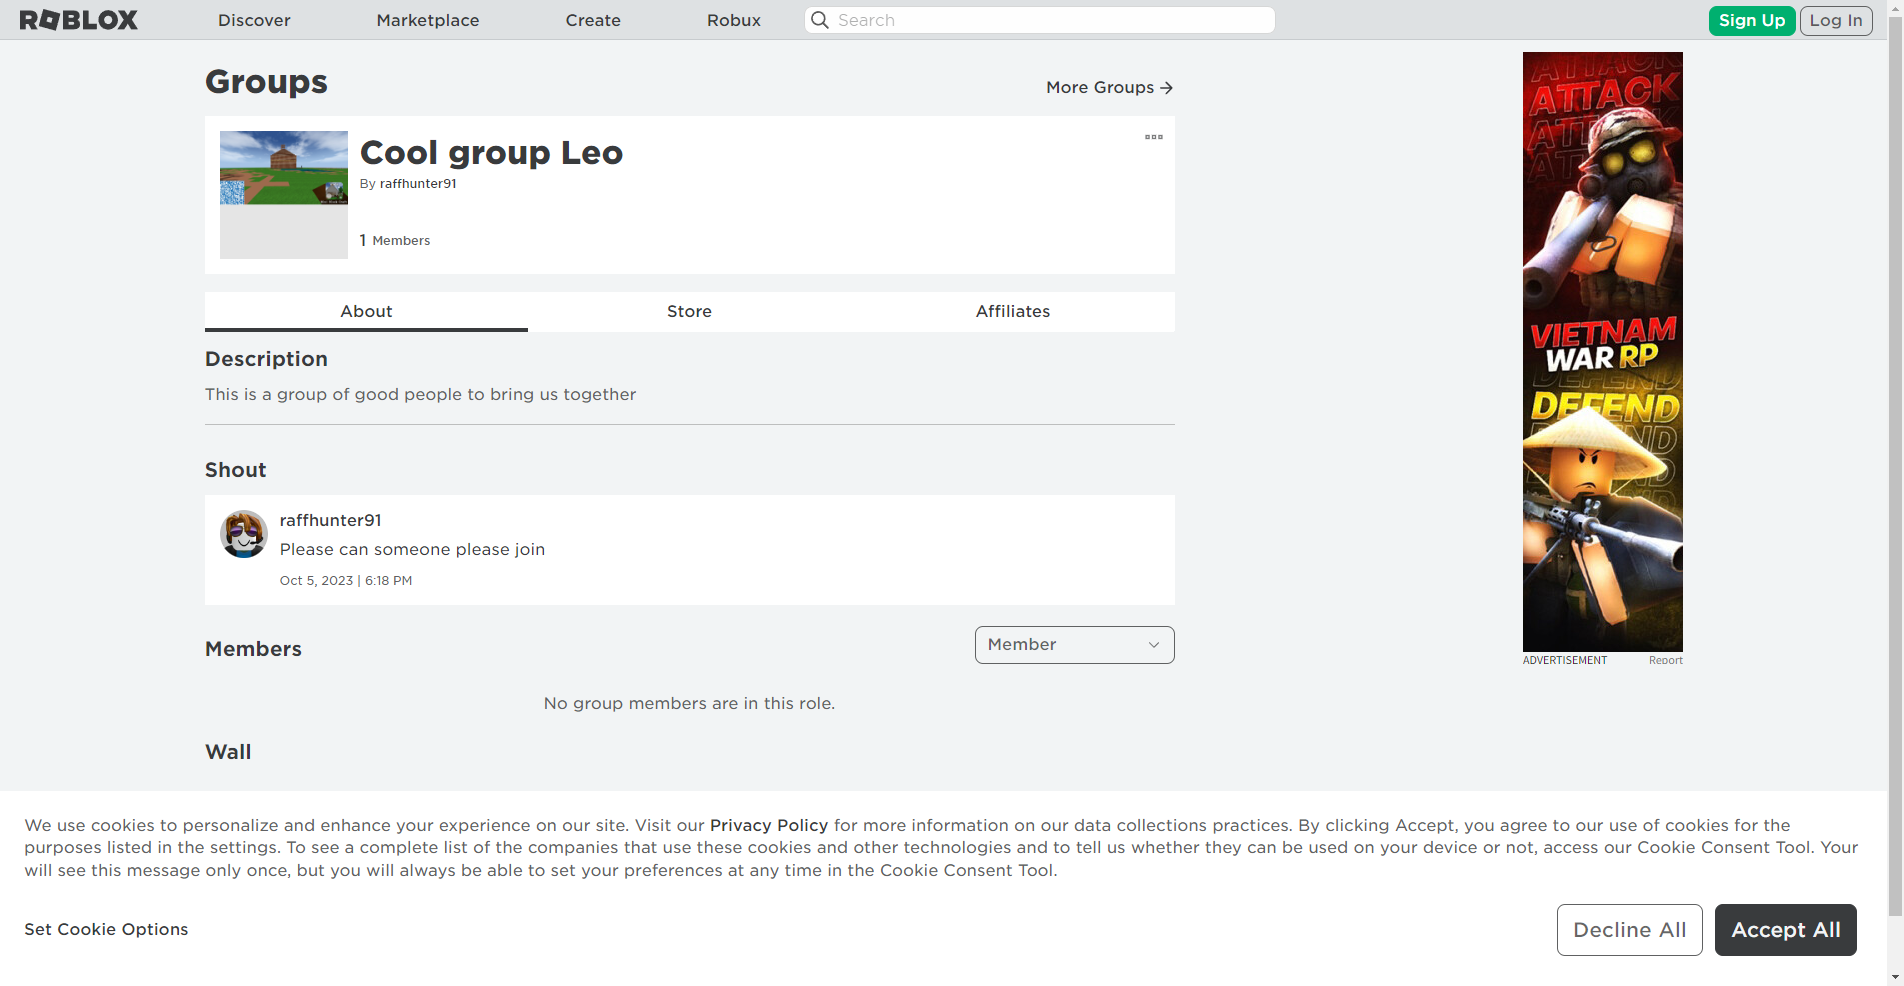 ROBLOX
Discover
Marketplace
Create
Robux
Search
Sign Up
Log In
Groups
More Groups
Cool group Leo
By raffhunter91
1 Members
About
Store
Affiliates
Description
This is a group of good people to bring us together
Shout
raffhunter91
Please can someone please join
Oct 5, 2023 | 6:18 PM
Members
Member
No group members are in this role.
Wall
ATTACK
ATTACK
VIETNAM
WAR RP
DEFEND
DEFEND
ADVERTISEMENT
Report
We use cookies to personalize and enhance your experience on our site. Visit our Privacy Policy for more information on our data collections practices. By clicking Accept, you agree to our use of cookies for the
purposes listed in the settings. To see a complete list of the companies that use these cookies and other technologies and to tell us whether they can be used on your device or not, access our Cookie Consent Tool. Your
will see this message only once, but you will always be able to set your preferences at any time in the Cookie Consent Tool.
Set Cookie Options
Decline All
Accept All